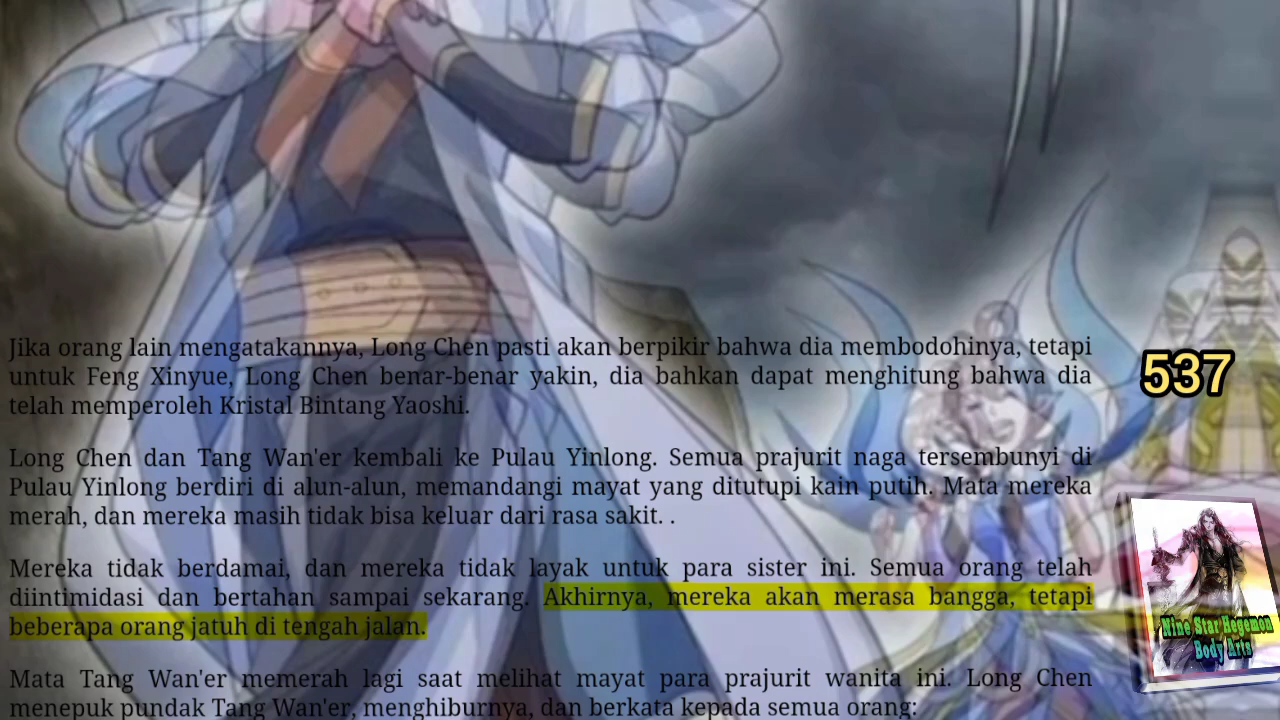 Jika orang lain mengatakannya, Long Chen pasti akan berpikir bahwa dia membodohinya, tetapi
untuk Feng Xinyue, Long Chen benar-benar yakin, dia bahkan dapat menghitung bahwa dia
telah memperoleh Kristal Bintang Yaoshi.
Long Chen dan Tang Wan'er kembali ke Pulau Yinlong. Semua prajurit naga tersembunyi di
Pulau Yinlong berdiri di alun-alun, memandangi mayat yang ditutupi kain putih. Mata mereka
merah, dan mereka masih tidak bisa keluar dari rasa sakit. .
Mereka tidak berdamai, dan mereka tidak layak untuk para sister ini. Semua orang telah
diintimidasi dan bertahan sampai sekarang. Akhirnya, mereka akan merasa bangga, tetapi
beberapa orang jatuh di tengah jalan.
Mata Tang Wan'er memerah lagi saat melihat mayat para prajurit wanita ini. Long Chen
menepuk pundak Tang Wan'er, menghiburnya, dan berkata kepada semua orang:
537
Nine Star Hegemon
Body Arts